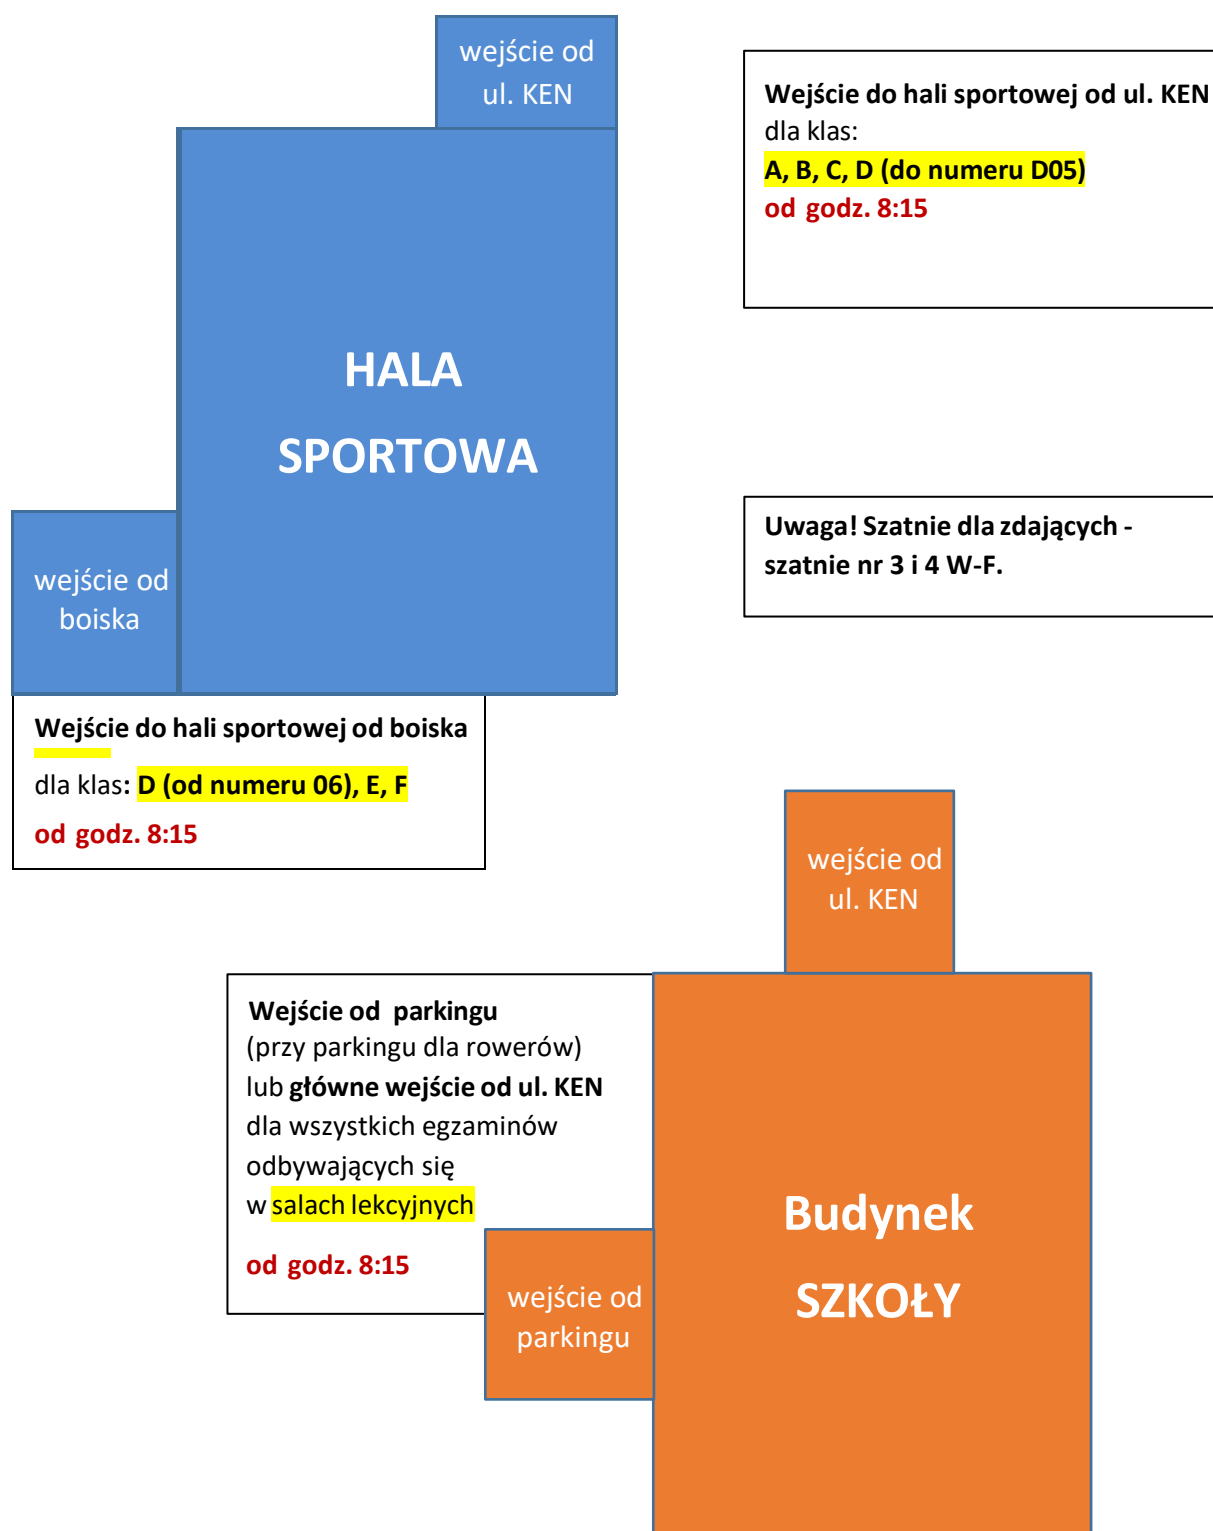 wejście od
ul. KEN
Wejście do hali sportowej od ul. KEN
dla klas:
A, B, C, D (do numeru D05)
od godz. 8:15
HALA
SPORTOWA
Uwaga! Szatnie dla zdających -
szatnie nr 3 i 4 W-F.
wejście od
boiska
Wejście do hali sportowej od boiska
dla klas: D (od numeru 06), E, F
od godz. 8:15
wejście od
ul. KEN
Wejście od parkingu
(przy parkingu dla rowerów)
lub główne wejście od ul. KEN
dla wszystkich egzaminów
odbywających się
w salach lekcyjnych
od godz. 8:15
wejście od
parkingu
Budynek
SZKOŁY